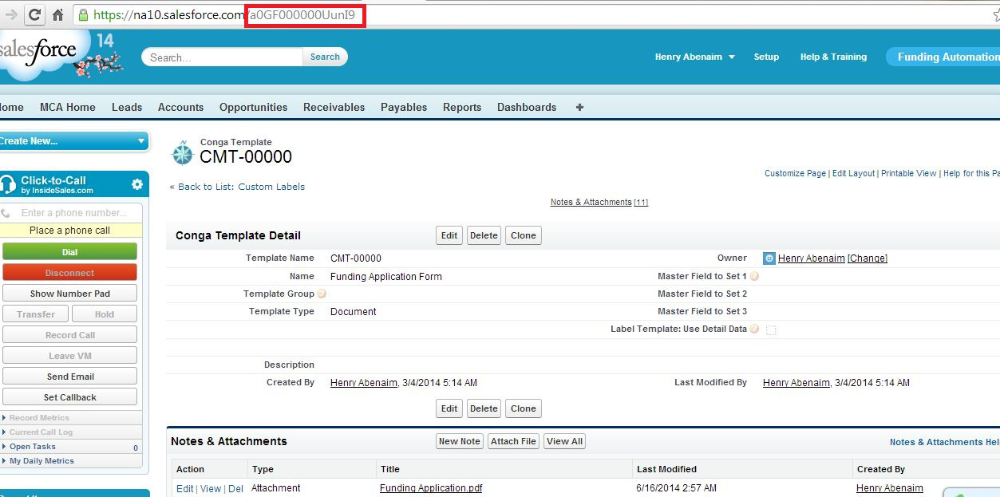 https://na10.salesforce.com/a0GF000000UunI9
salesforce 14
Search... Search
Henry Abenaim Setup Help & Training Funding Automation
Home MCA Home Leads Accounts Opportunities Receivables Payables Reports Dashboards +
Create New...
Conga Template
CMT-00000
Customize Page | Edit Layout | Printable View | Help for this Pa
Click-to-Call
by InsideSales.com
« Back to List: Custom Labels
Notes & Attachments [11]
Enter a phone number...
Place a phone call
Dial
Disconnect
Show Number Pad
Transfer Hold
Record Call
Leave VM
Send Email
Set Callback
Record Metrics
Current Call Log
Open Tasks 0
My Daily Metrics
Conga Template Detail Edit Delete Clone
Template Name CMT-00000 Owner Henry Abenaim [Change]
Name Funding Application Form Master Field to Set 1
Template Group Master Field to Set 2
Template Type Document Master Field to Set 3
Label Template: Use Detail Data
Description
Created By Henry Abenaim, 3/4/2014 5:14 AM Last Modified By Henry Abenaim, 3/4/2014 5:14 AM
Edit Delete Clone
Notes & Attachments New Note Attach File View All Notes & Attachments Hel
Action Type Title Last Modified Created By
Edit | View | Del Attachment Funding Application.pdf 6/16/2014 2:57 AM Henry Abenaim